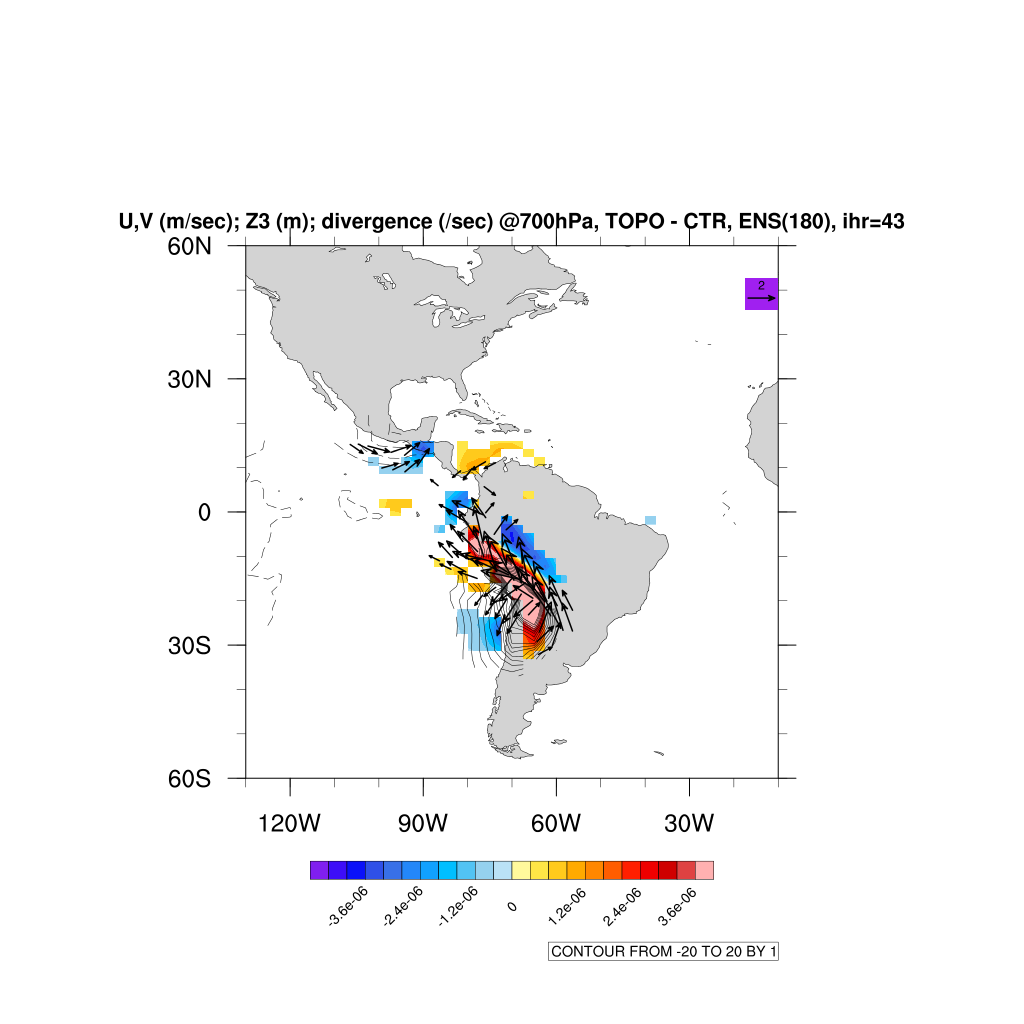 U,V (m/sec); Z3 (m); divergence (/sec) @700hPa, TOPO - CTR, ENS(180), ihr=43
60N
2
30N
0
30S
60S
120W 90W 60W 30W
-3.6e-06 -2.4e-06 -1.2e-06 0 1.2e-06 2.4e-06 3.6e-06
CONTOUR FROM -20 TO 20 BY 1